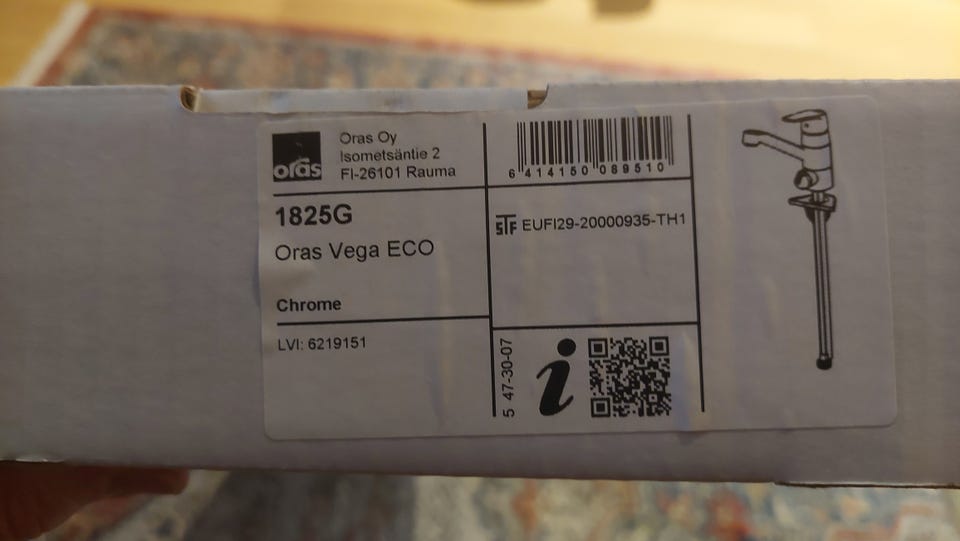 oras
Oras Oy
Isometsäntie 2
FI-26101 Rauma
1825G
Oras Vega ECO
Chrome
LVI: 6219151
6 414150 089510
STF EUFI29-20000935-TH1
5 47-30-07
i